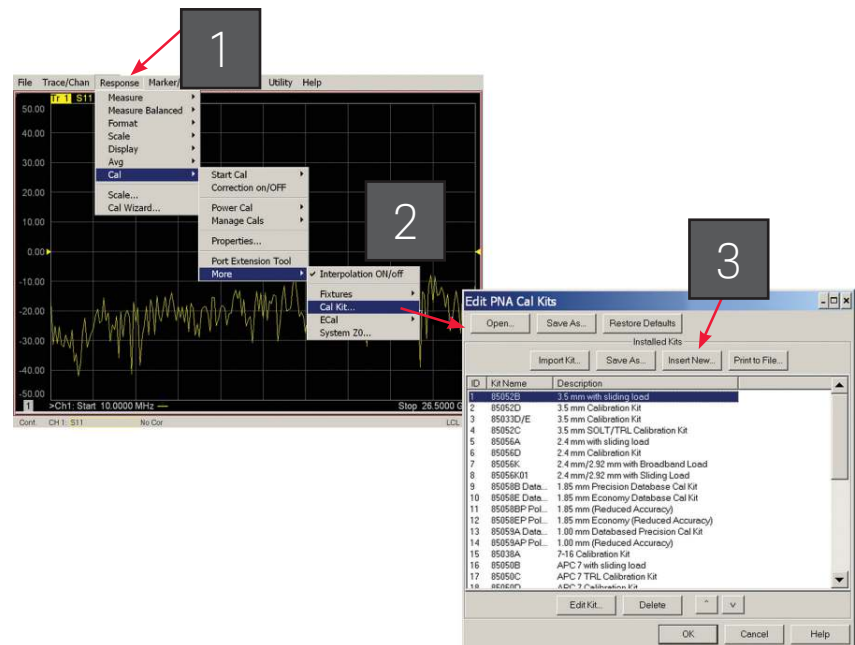 1
File Trace/Chan Response Marker/ Utility Help
Tr 1 S11
50.00
40.00
30.00
20.00
10.00
0.00
-10.00
-20.00
-30.00
-40.00
-50.00
Measure
Measure Balanced
Format
Scale
Display
Avg
Cal
Scale...
Cal Wizard...
Start Cal
Correction on/OFF
Power Cal
Manage Cals
Properties...
Port Extension Tool
More
2
✓ Interpolation ON/off
Fixtures
Cal Kit...
ECal
System Z0...
1 >Ch1: Start 10.0000 MHz — Stop 26.5000 G
Cont. CH 1: S11 No Cor LCL
3
Edit PNA Cal Kits
Open... Save As... Restore Defaults
Installed Kits
Import Kit... Save As... Insert New... Print to File...
ID Kit Name Description
1 85052B 3.5 mm with sliding load
2 85052D 3.5 mm Calibration Kit
3 85033D/E 3.5 mm Calibration Kit
4 85052C 3.5 mm SOLT/TRL Calibration Kit
5 85056A 2.4 mm with sliding load
6 85056D 2.4 mm Calibration Kit
7 85056K 2.4 mm/2.92 mm with Broadband Load
8 85056K01 2.4 mm/2.92 mm with Sliding Load
9 85058B Data... 1.85 mm Precision Database Cal Kit
10 85058E Data... 1.85 mm Economy Database Cal Kit
11 85058BP Pol... 1.85 mm (Reduced Accuracy)
12 85058EP Pol... 1.85 mm Economy (Reduced Accuracy)
13 85059A Data... 1.00 mm Databased Precision Cal Kit
14 85059AP Pol... 1.00 mm (Reduced Accuracy)
15 85038A 7-16 Calibration Kit
16 85050B APC 7 with sliding load
17 85050C APC 7 TRL Calibration Kit
18 85050D APC 7 Calibration Kit
Edit Kit... Delete ^ v
OK Cancel Help